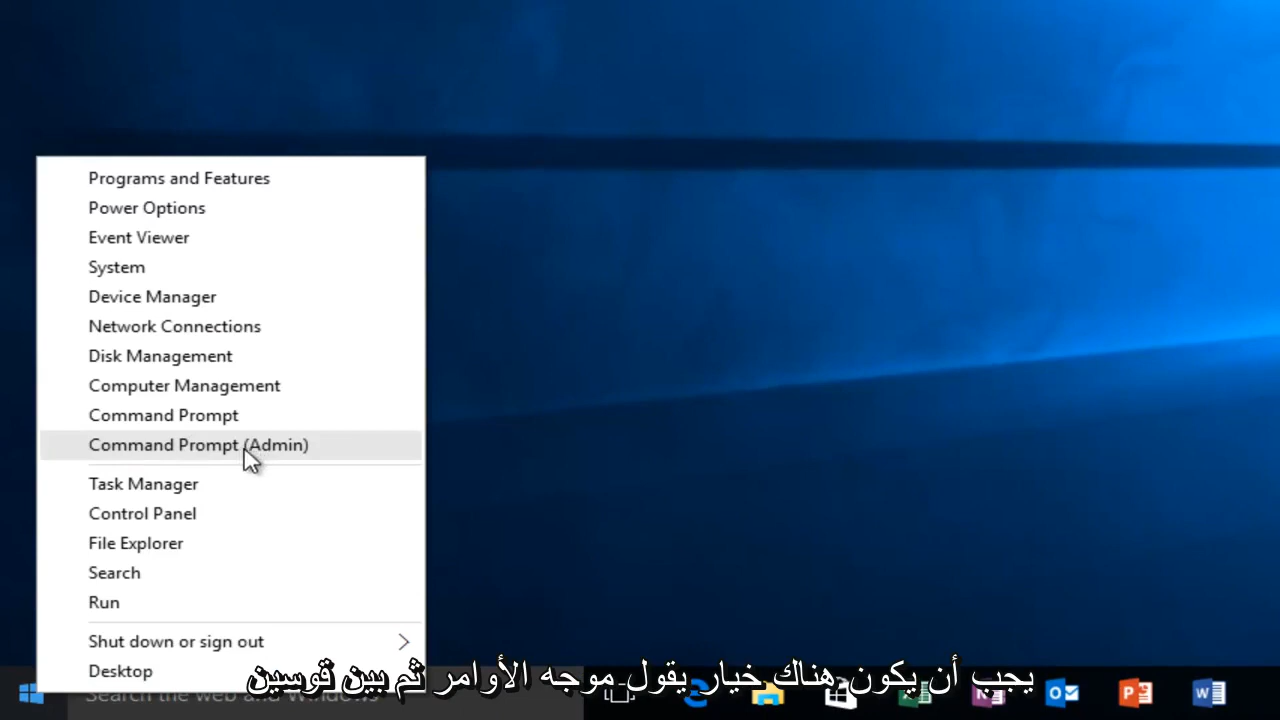 Programs and Features
Power Options
Event Viewer
System
Device Manager
Network Connections
Disk Management
Computer Management
Command Prompt
Command Prompt (Admin)
Task Manager
Control Panel
File Explorer
Search
Run
Shut down or sign out
Desktop
يجب أن يكون هناك خيار يقول موجه الأوامر ثم بين قوسين
Search the web and Windows